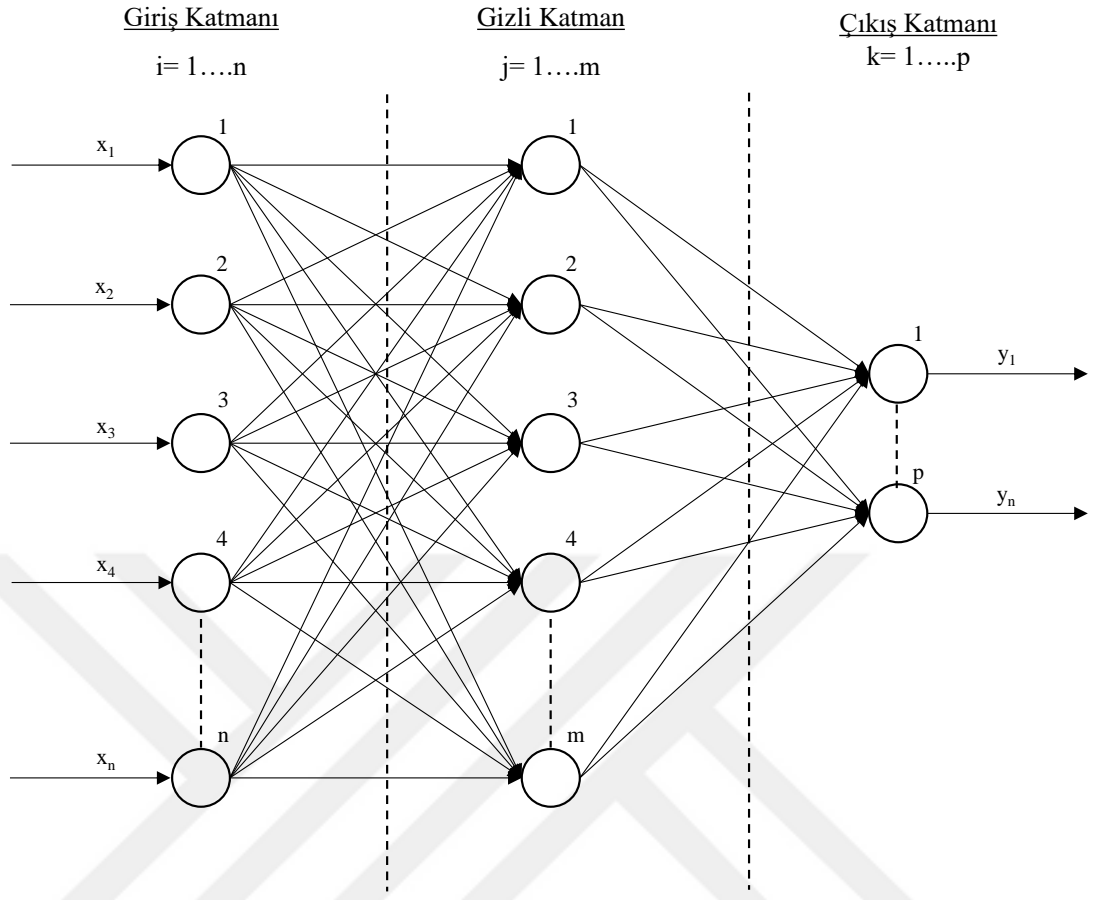 Giriş Katmanı
i= 1….n
Gizli Katman
j= 1….m
Çıkış Katmanı
k= 1…..p
x₁
1
1
x₂
2
2
1
y₁
x₃
3
3
p
yₙ
x₄
4
4
xₙ
n
m